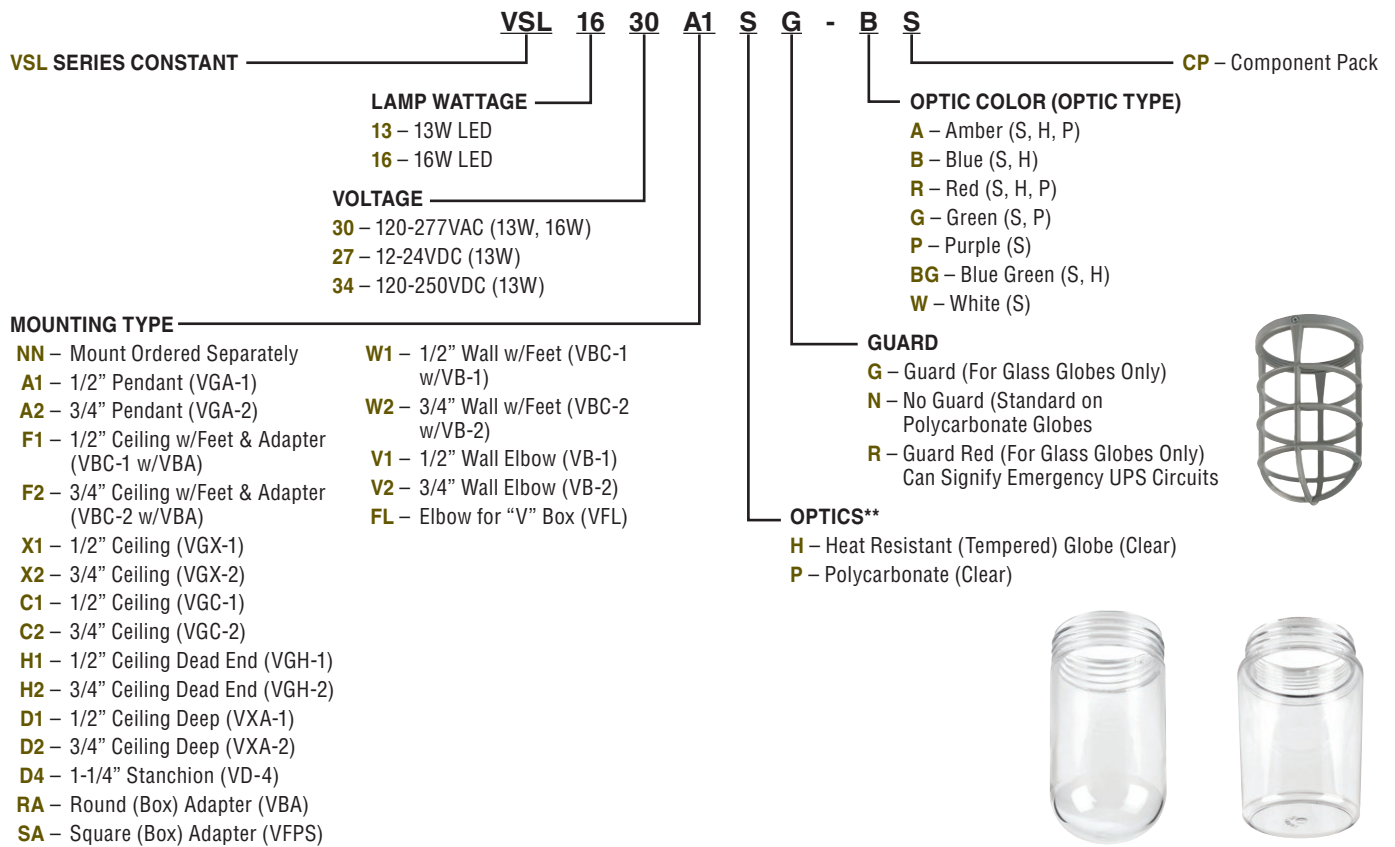 VSL 16 30 A1 S G - B S
VSL SERIES CONSTANT
CP – Component Pack
LAMP WATTAGE
13 – 13W LED
16 – 16W LED
VOLTAGE
30 – 120-277VAC (13W, 16W)
27 – 12-24VDC (13W)
34 – 120-250VDC (13W)
OPTIC COLOR (OPTIC TYPE)
A – Amber (S, H, P)
B – Blue (S, H)
R – Red (S, H, P)
G – Green (S, P)
P – Purple (S)
BG – Blue Green (S, H)
W – White (S)
MOUNTING TYPE
NN – Mount Ordered Separately
A1 – 1/2” Pendant (VGA-1)
A2 – 3/4” Pendant (VGA-2)
F1 – 1/2” Ceiling w/Feet & Adapter
(VBC-1 w/VBA)
F2 – 3/4” Ceiling w/Feet & Adapter
(VBC-2 w/VBA)
X1 – 1/2” Ceiling (VGX-1)
X2 – 3/4” Ceiling (VGX-2)
C1 – 1/2” Ceiling (VGC-1)
C2 – 3/4” Ceiling (VGC-2)
H1 – 1/2” Ceiling Dead End (VGH-1)
H2 – 3/4” Ceiling Dead End (VGH-2)
D1 – 1/2” Ceiling Deep (VXA-1)
D2 – 3/4” Ceiling Deep (VXA-2)
D4 – 1-1/4” Stanchion (VD-4)
RA – Round (Box) Adapter (VBA)
SA – Square (Box) Adapter (VFPS)
W1 – 1/2” Wall w/Feet (VBC-1
w/VB-1)
W2 – 3/4” Wall w/Feet (VBC-2
w/VB-2)
V1 – 1/2” Wall Elbow (VB-1)
V2 – 3/4” Wall Elbow (VB-2)
FL – Elbow for “V” Box (VFL)
GUARD
G – Guard (For Glass Globes Only)
N – No Guard (Standard on
Polycarbonate Globes
R – Guard Red (For Glass Globes Only)
Can Signify Emergency UPS Circuits
OPTICS**
H – Heat Resistant (Tempered) Globe (Clear)
P – Polycarbonate (Clear)